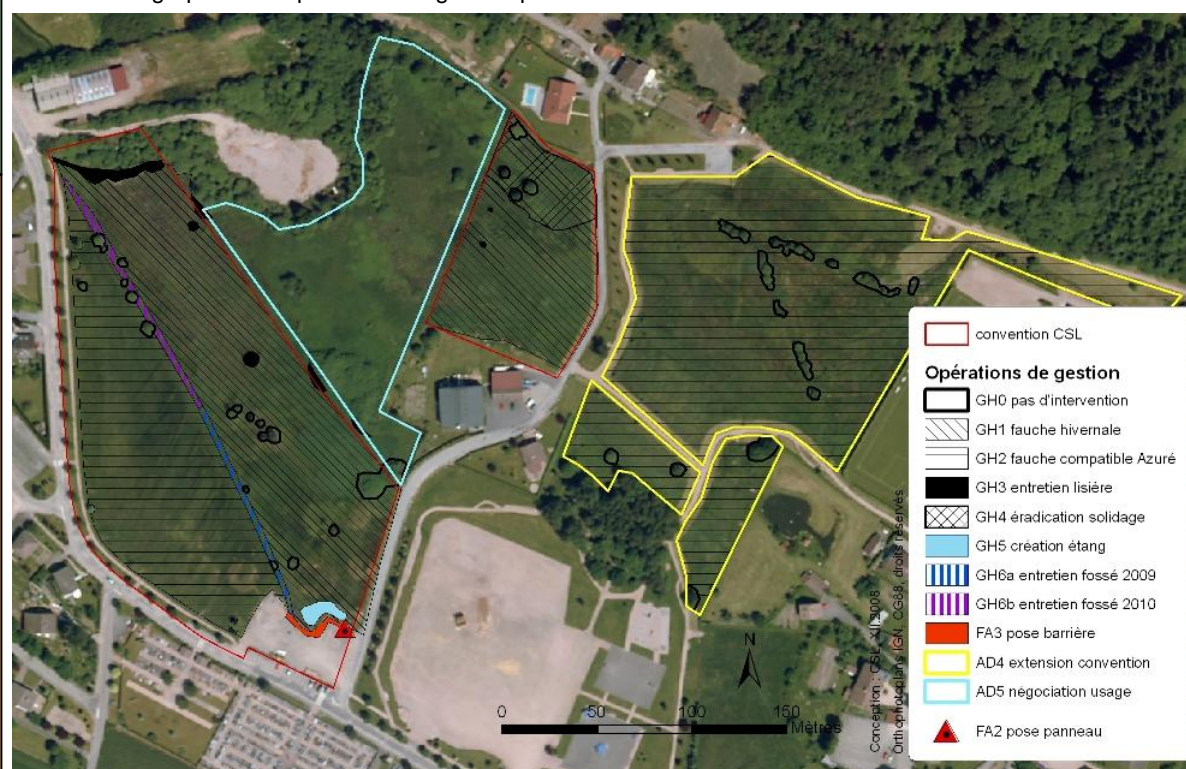 convention CSL
Opérations de gestion
GH0 pas d'intervention
GH1 fauche hivernale
GH2 fauche compatible Azuré
GH3 entretien lisière
GH4 éradication solidage
GH5 création étang
GH6a entretien fossé 2009
GH6b entretien fossé 2010
FA3 pose barrière
AD4 extension convention
AD5 négociation usage
FA2 pose panneau
N
0 50 100 150
Mètres
Conception : CSL, XII 2008
Orthophotoplans IGN, CG68, droits réservés